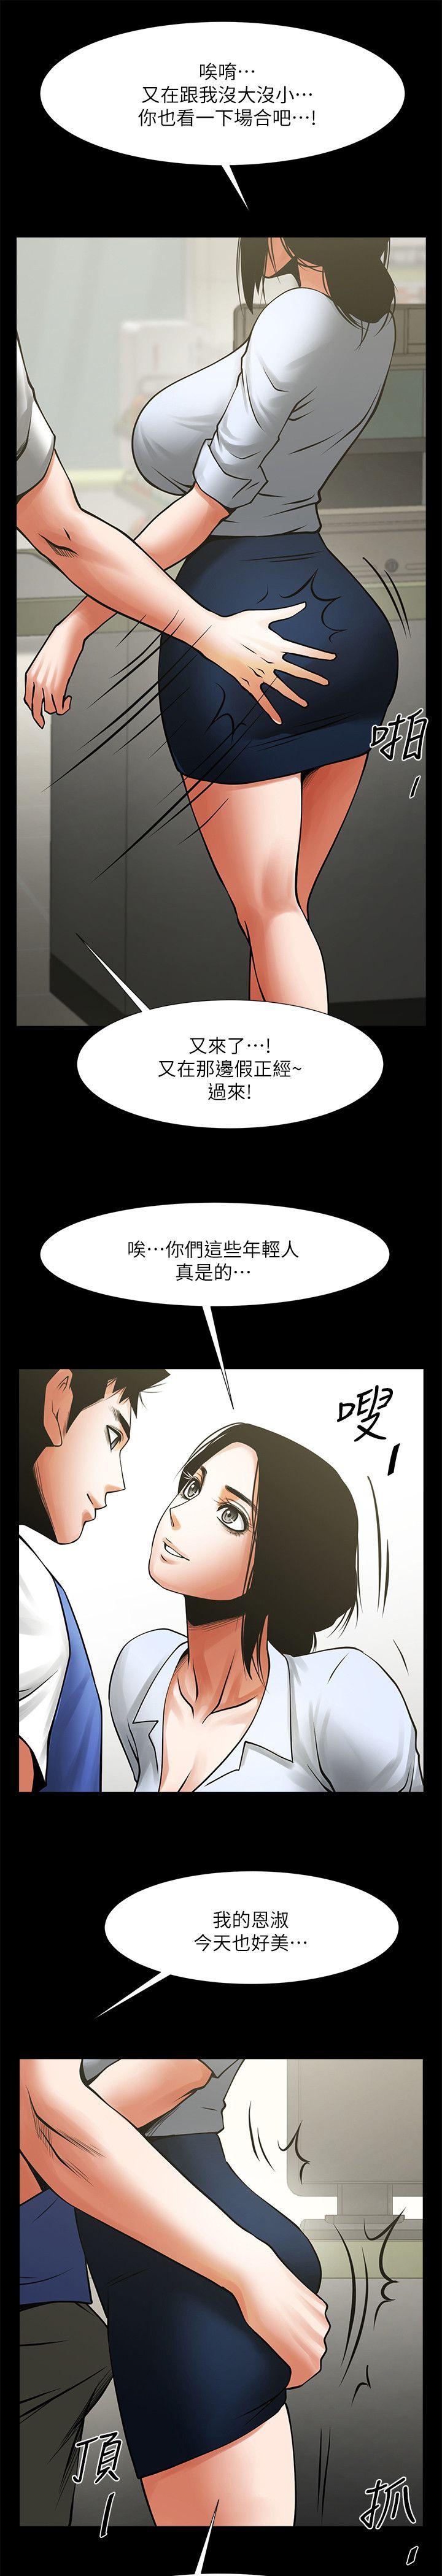 唉唷⋯
又在跟我沒大沒小⋯
你也看一下場合吧⋯!
啪
又來了⋯!
又在那邊假正經~
過來!
唉⋯你們這些年輕人
真是的⋯
嗖
我的恩淑
今天也好美⋯
頂
抓